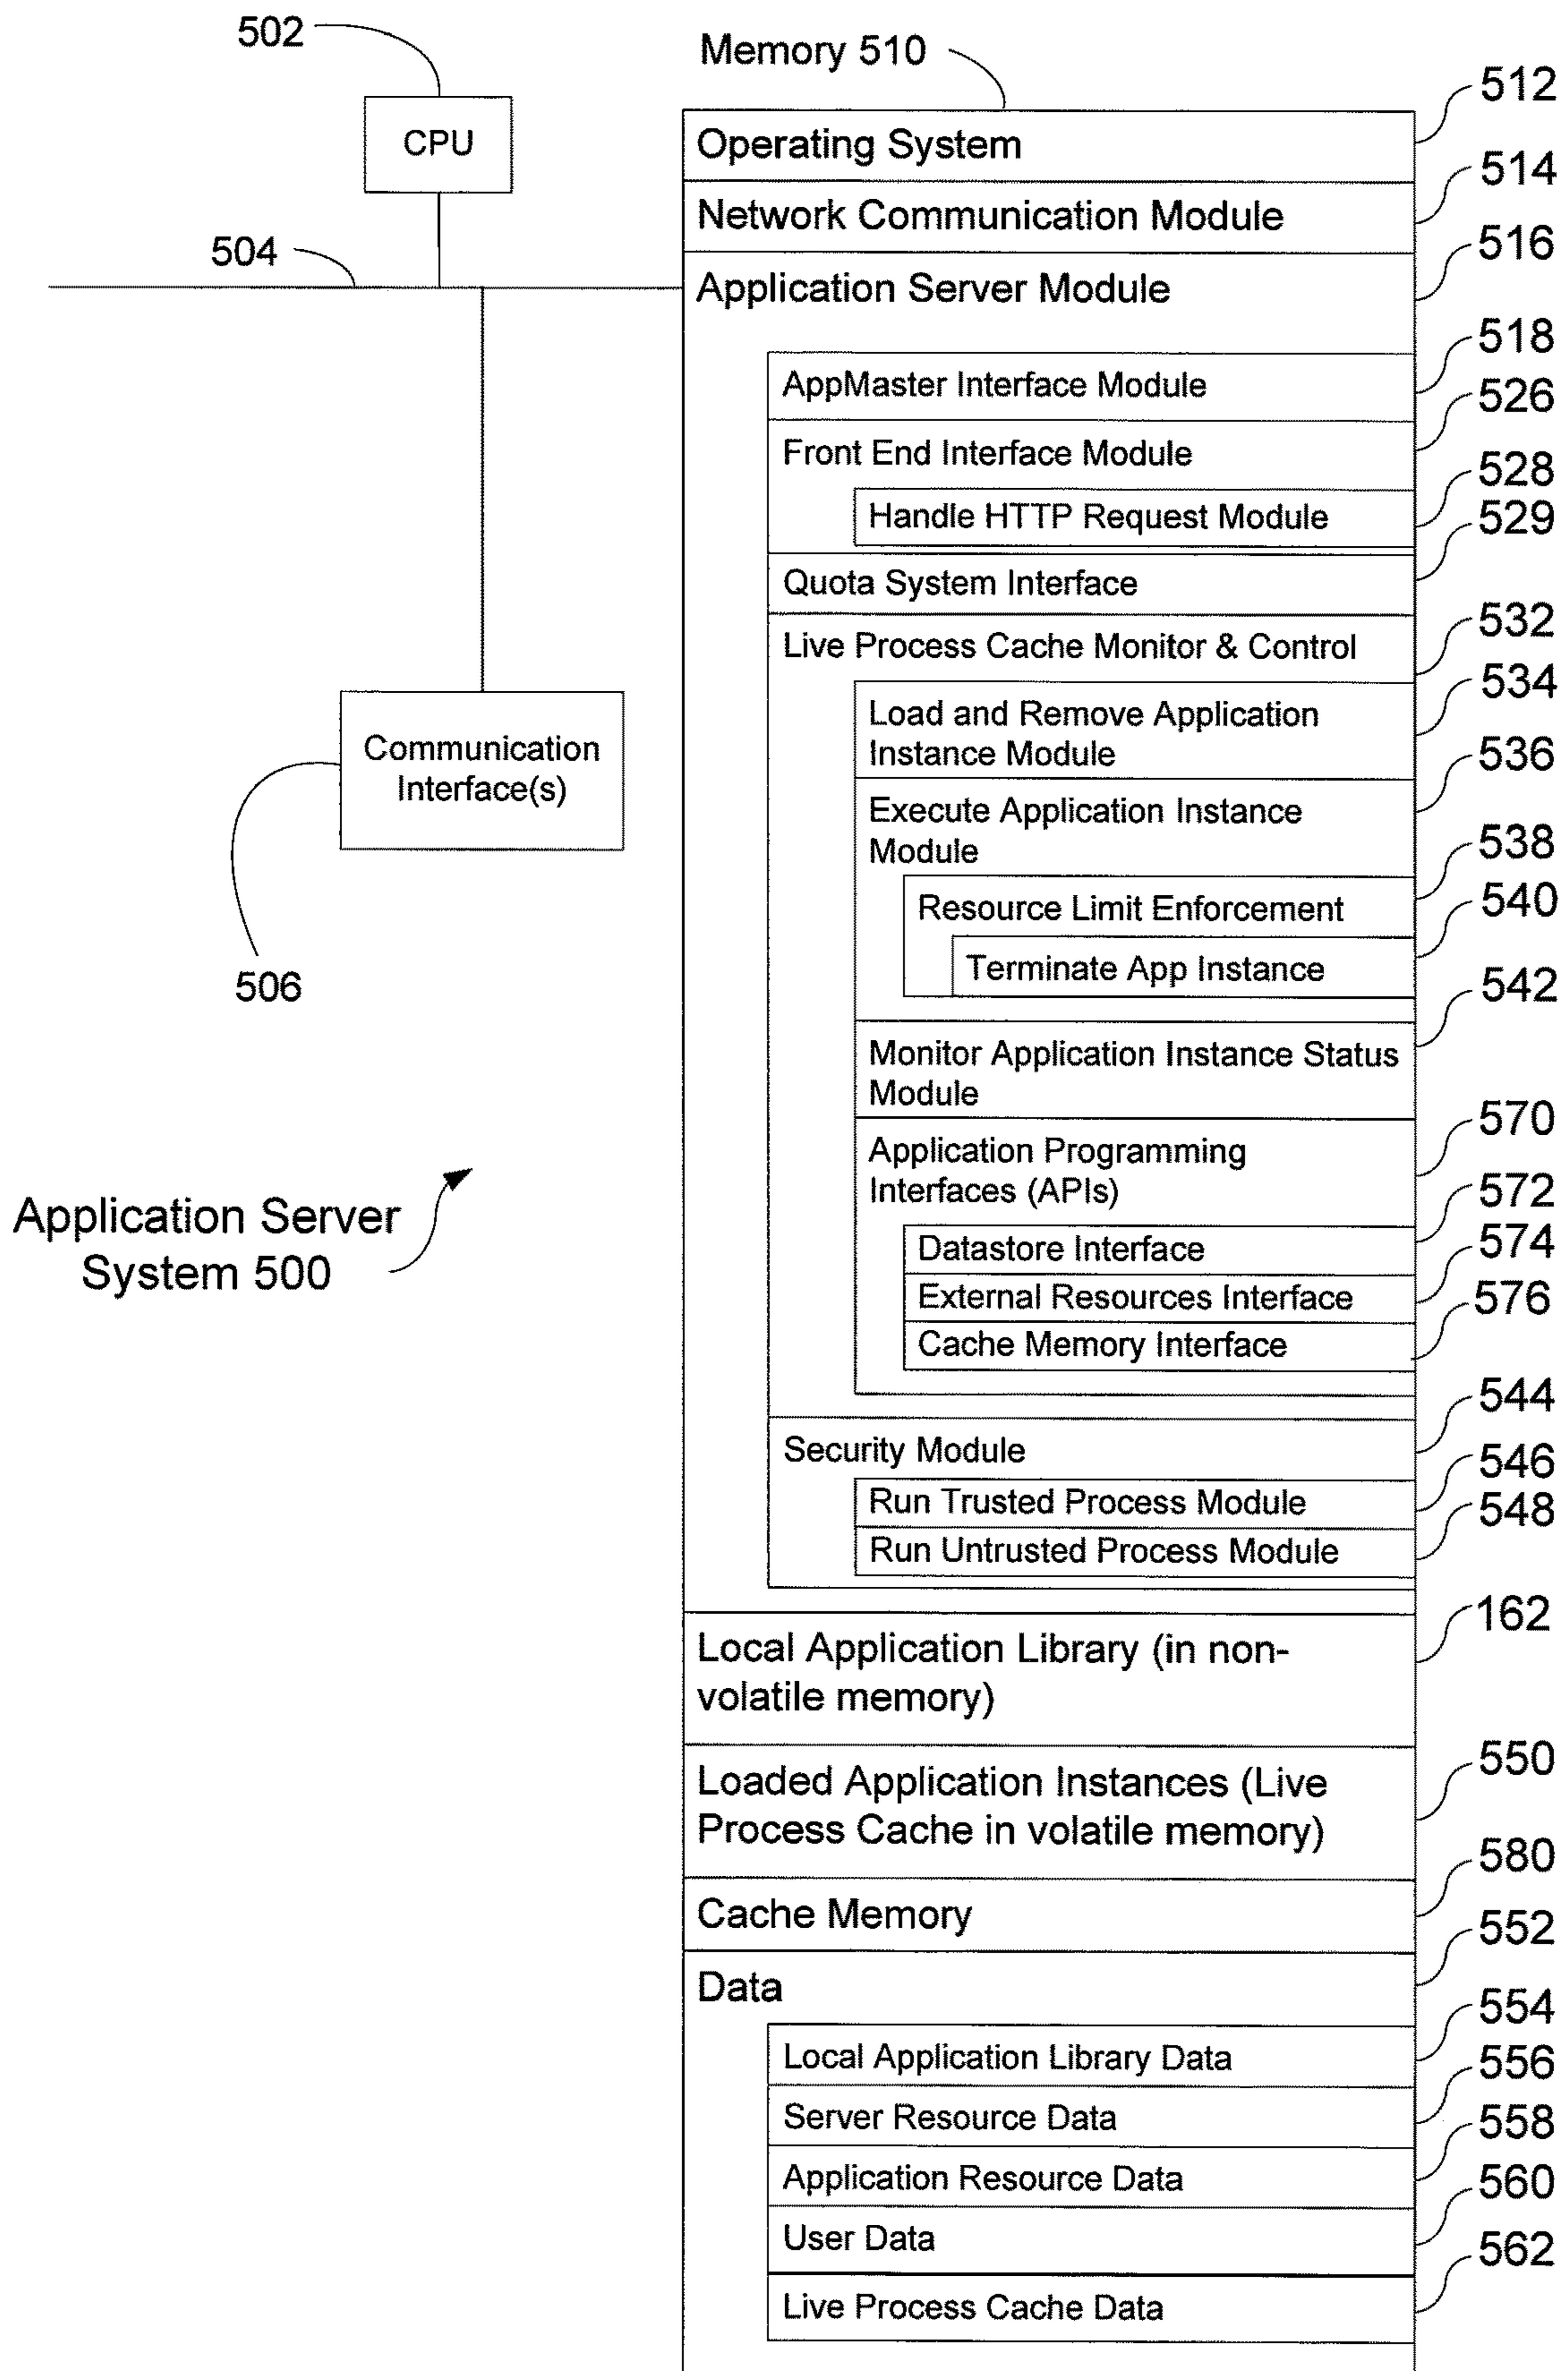 502
CPU
504
Communication
Interface(s)
506
Application Server
System 500
Memory 510
Operating System
512
Network Communication Module
514
Application Server Module
516
AppMaster Interface Module
518
Front End Interface Module
526
Handle HTTP Request Module
528
Quota System Interface
529
Live Process Cache Monitor & Control
532
Load and Remove Application
Instance Module
534
Execute Application Instance
Module
536
Resource Limit Enforcement
538
Terminate App Instance
540
Monitor Application Instance Status
Module
542
Application Programming
Interfaces (APIs)
570
Datastore Interface
572
External Resources Interface
574
Cache Memory Interface
576
Security Module
544
Run Trusted Process Module
546
Run Untrusted Process Module
548
Local Application Library (in non-
volatile memory)
162
Loaded Application Instances (Live
Process Cache in volatile memory)
550
Cache Memory
580
Data
552
Local Application Library Data
554
Server Resource Data
556
Application Resource Data
558
User Data
560
Live Process Cache Data
562